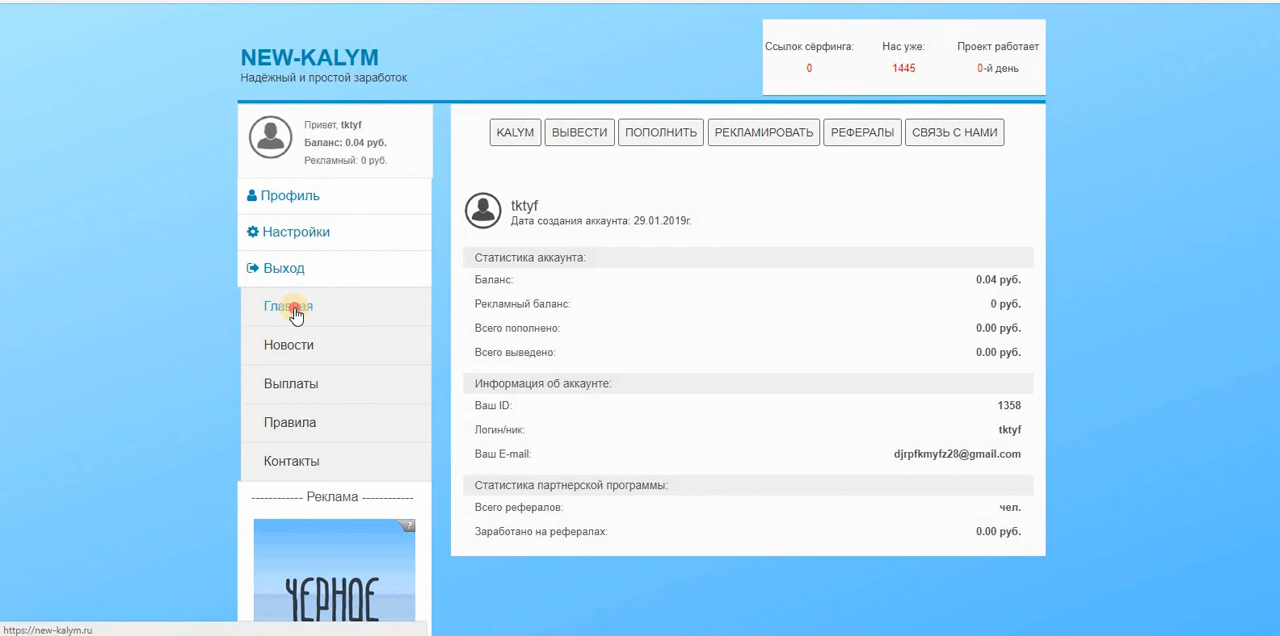 NEW-KALYM
Надёжный и простой заработок
Ссылок сёрфинга: Нас уже: Проект работает
0 1445 0-й день
Привет, tktyf
Баланс: 0.04 руб.
Рекламный: 0 руб.
Профиль
Настройки
Выход
Главная
Новости
Выплаты
Правила
Контакты
------------ Реклама ------------
?
ЧЕРНОЕ
KALYM ВЫВЕСТИ ПОПОЛНИТЬ РЕКЛАМИРОВАТЬ РЕФЕРАЛЫ СВЯЗЬ С НАМИ
tktyf
Дата создания аккаунта: 29.01.2019г.
Статистика аккаунта:
Баланс: 0.04 руб.
Рекламный баланс: 0 руб.
Всего пополнено: 0.00 руб.
Всего выведено: 0.00 руб.
Информация об аккаунте:
Ваш ID: 1358
Логин/ник: tktyf
Ваш E-mail: djrpfkmyfz28@gmail.com
Статистика партнерской программы:
Всего рефералов: чел.
Заработано на рефералах: 0.00 руб.
https://new-kalym.ru